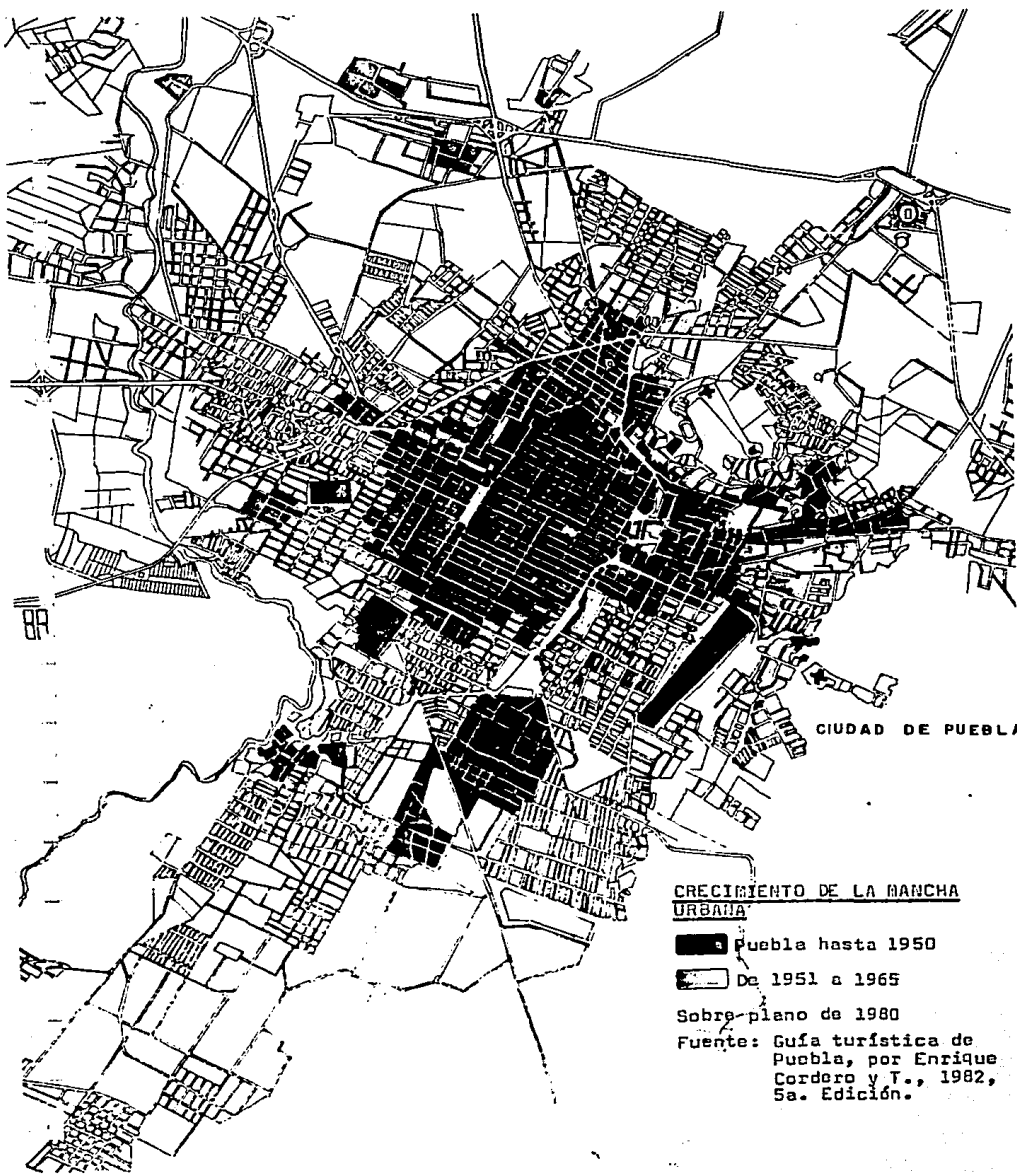 CIUDAD DE PUEBLA
CRECIMIENTO DE LA MANCHA
URBANA
Puebla hasta 1950
De 1951 a 1965
Sobre plano de 1980
Fuente: Guía turística de
Puebla, por Enrique
Cordero y T., 1982,
5a. Edición.